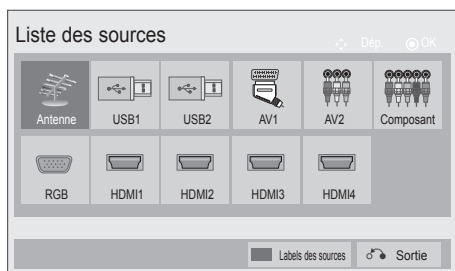 Liste des sources
Dép. OK
Antenne USB1 USB2 AV1 AV2 Composant
RGB HDMI1 HDMI2 HDMI3 HDMI4
Labels des sources Sortie